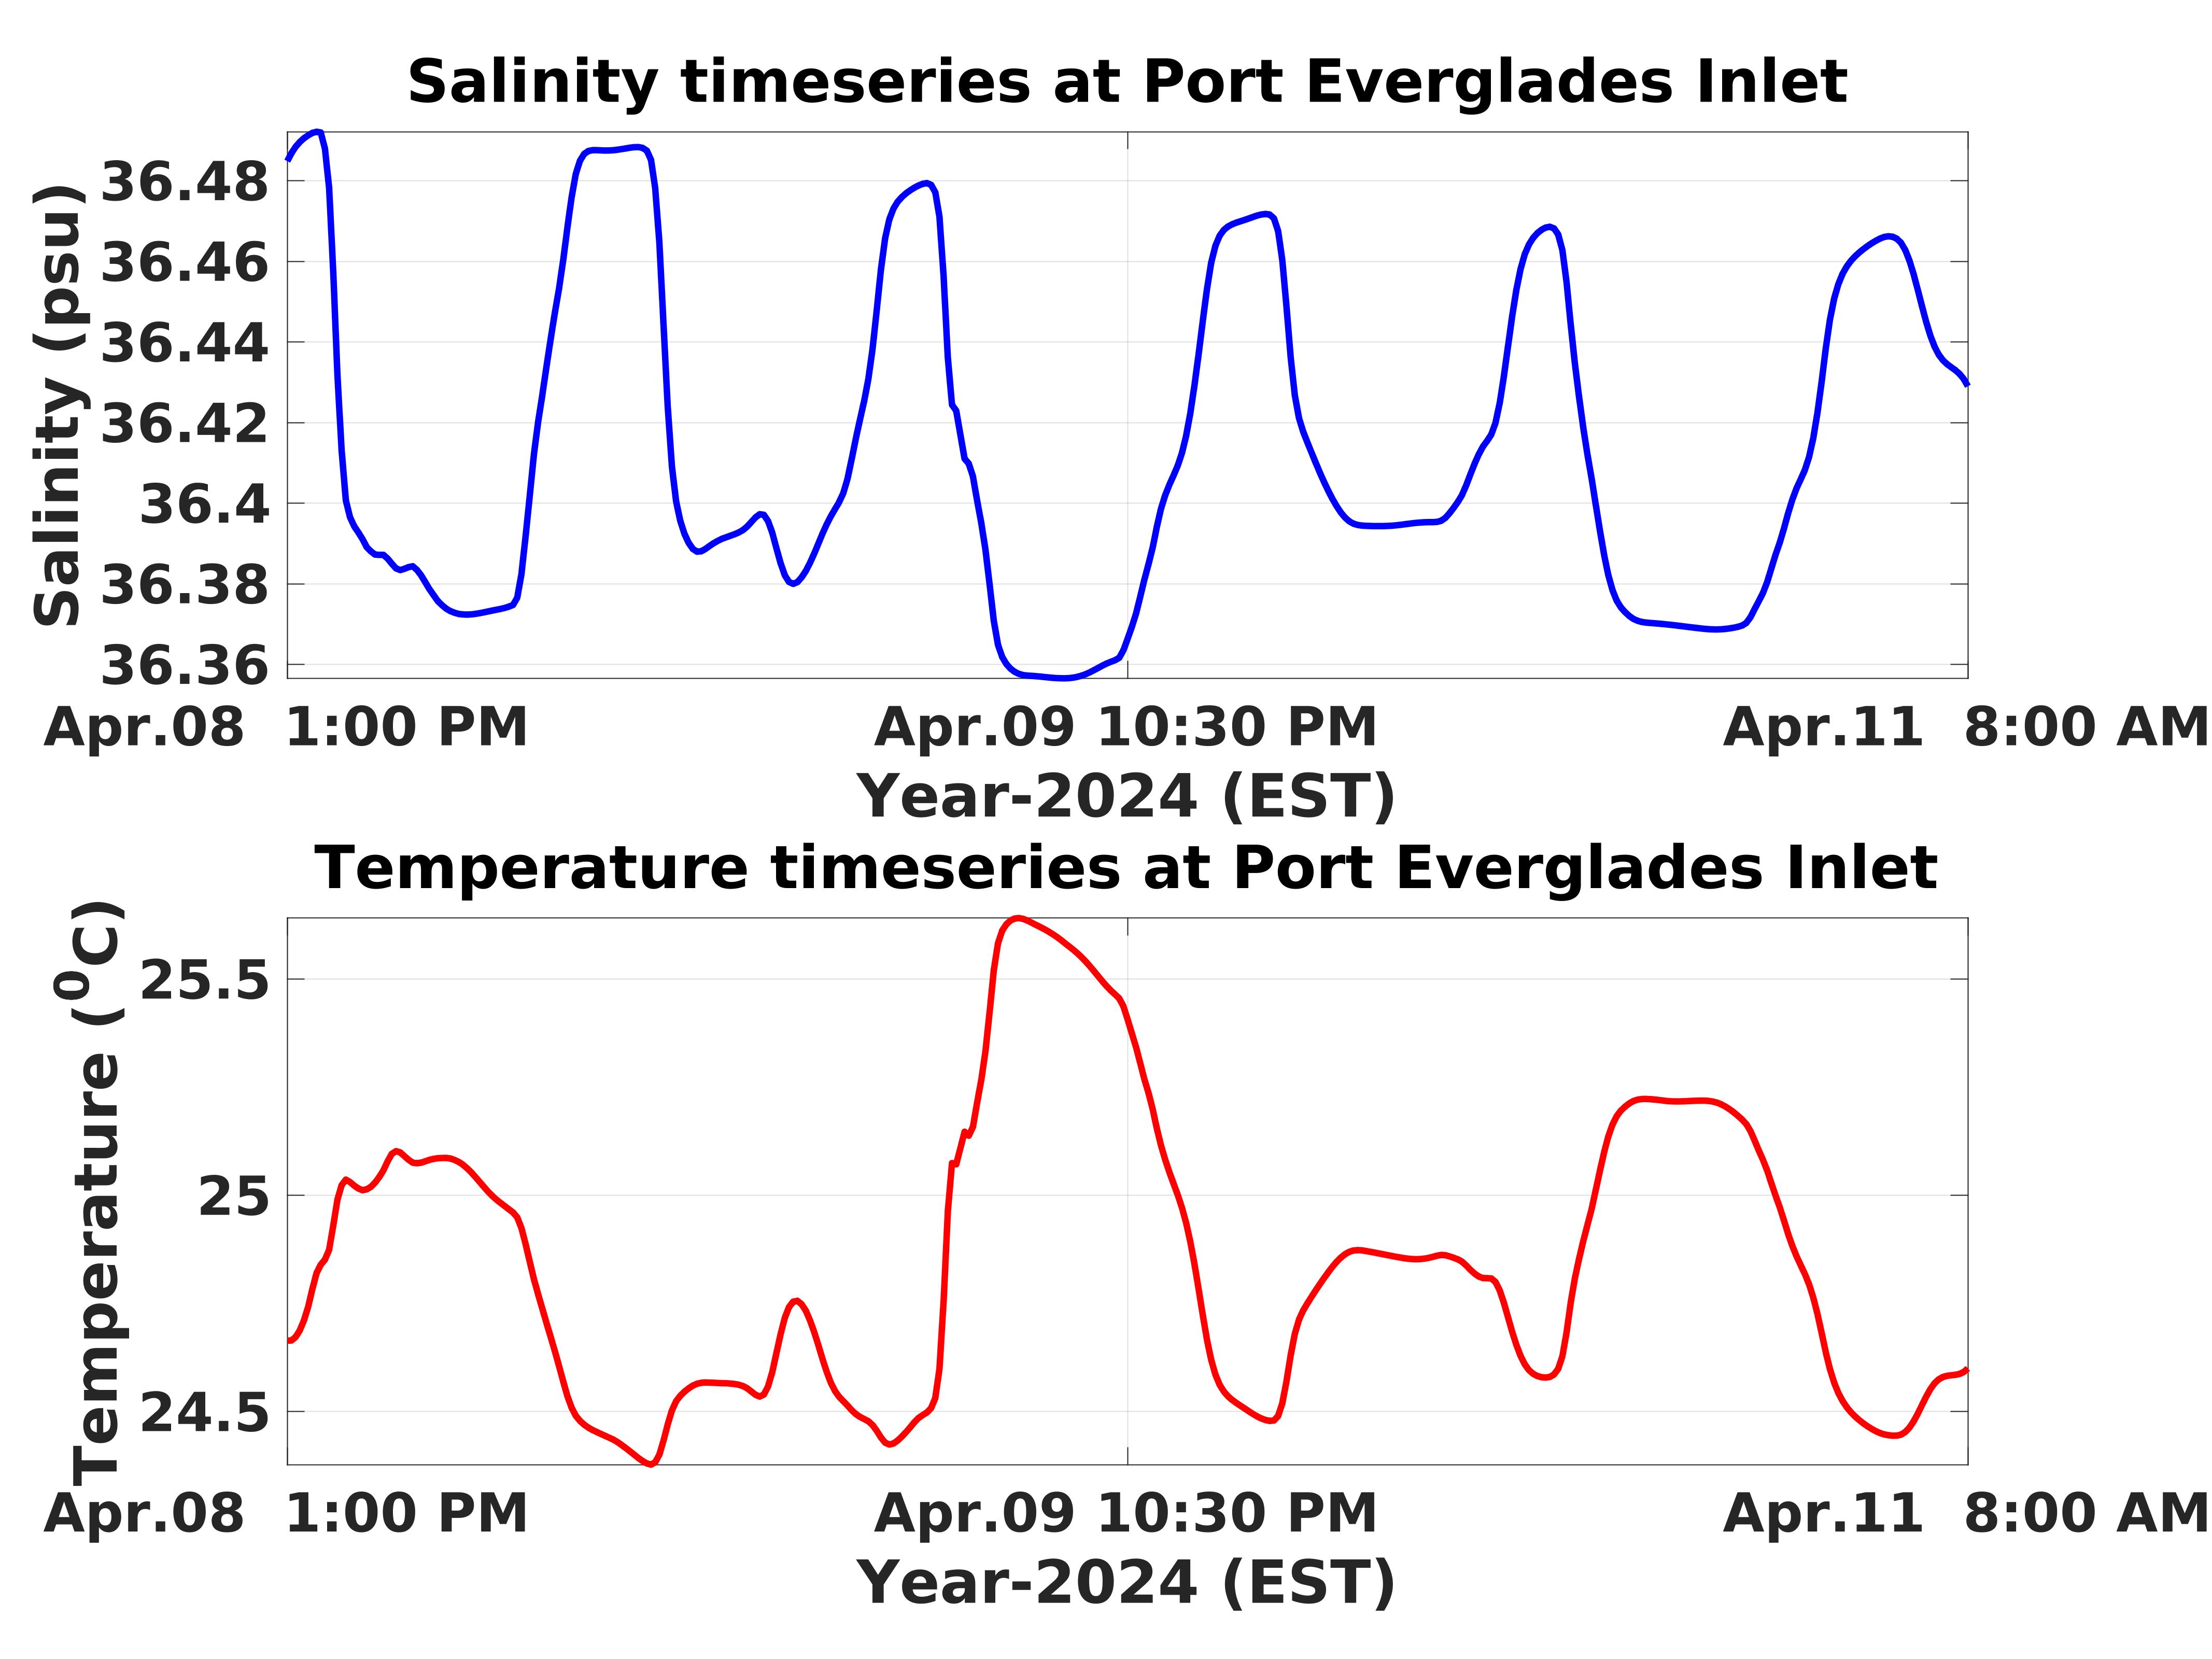 Salinity timeseries at Port Everglades Inlet
Salinity (psu)
36.48
36.46
36.44
36.42
36.4
36.38
36.36
Apr.08 1:00 PM
Apr.09 10:30 PM
Apr.11 8:00 AM
Year-2024 (EST)
Temperature timeseries at Port Everglades Inlet
Temperature (⁰C)
25.5
25
24.5
Apr.08 1:00 PM
Apr.09 10:30 PM
Apr.11 8:00 AM
Year-2024 (EST)